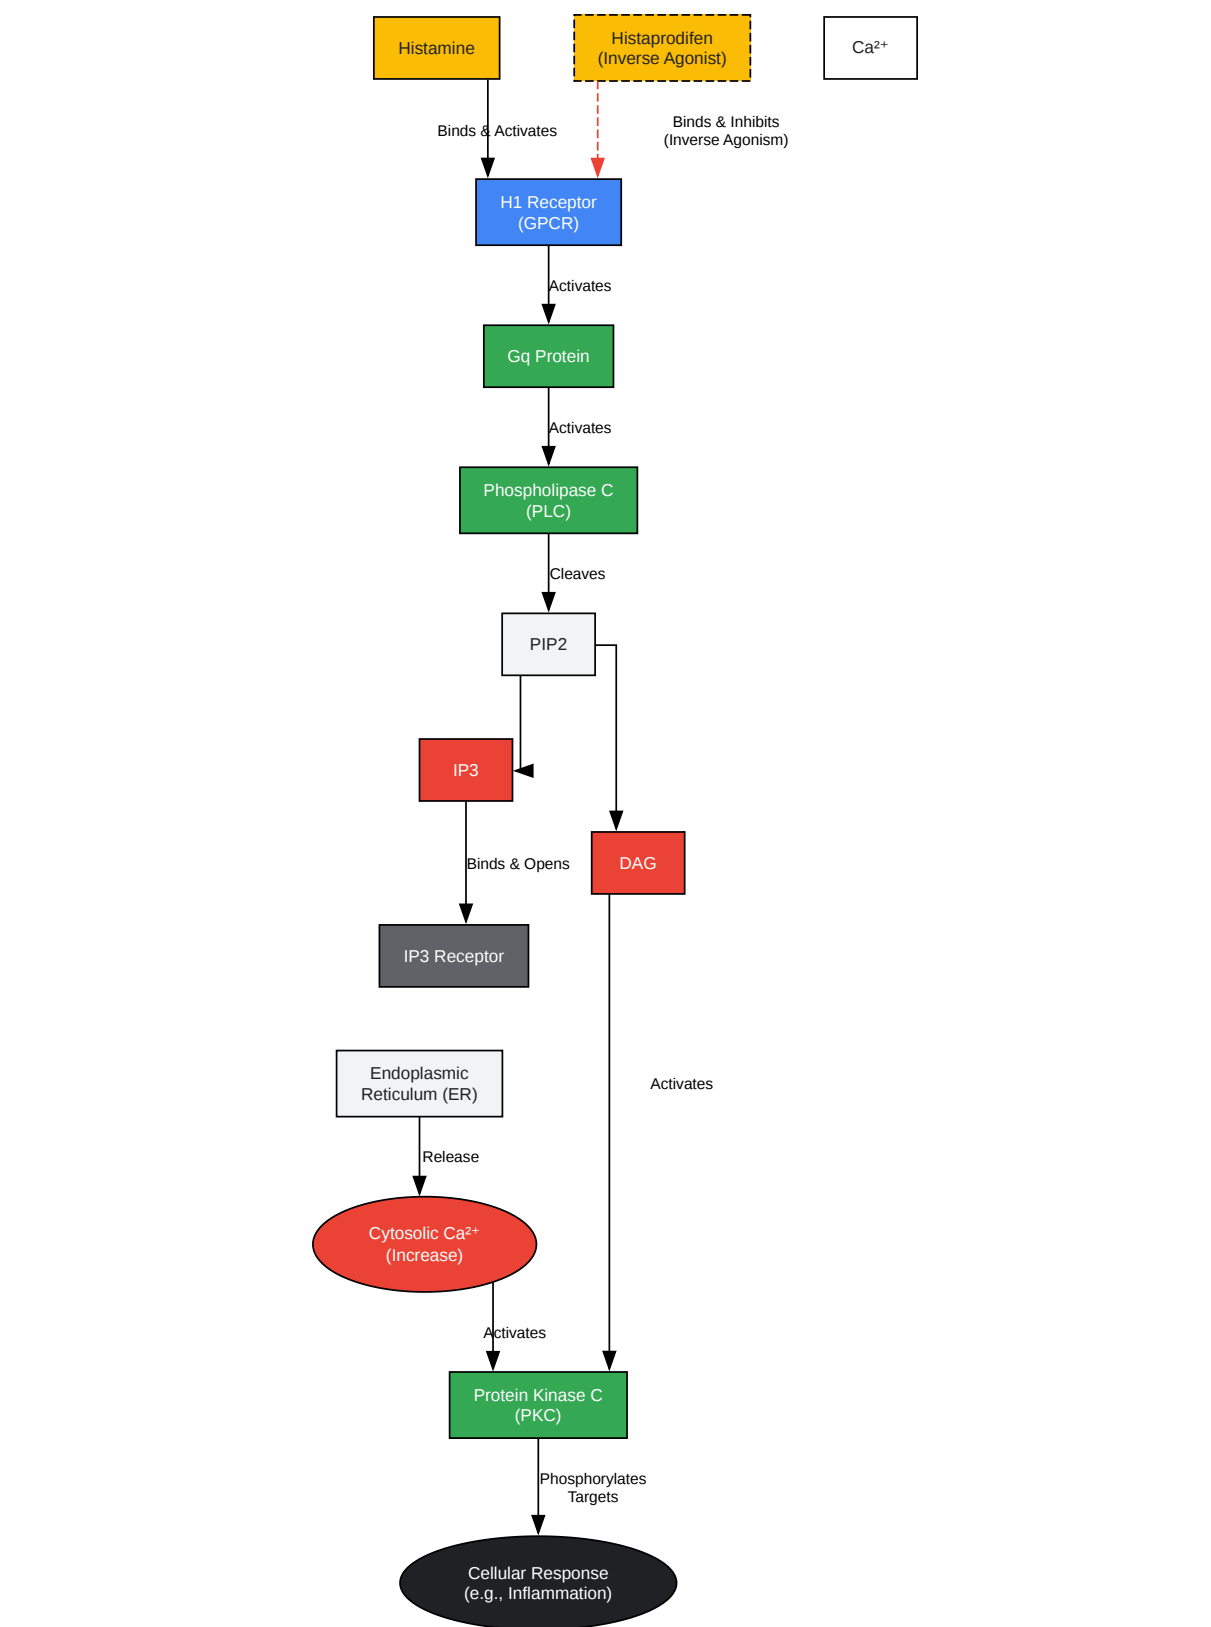 Histamine
Histaprodifen
(Inverse Agonist)
Ca²⁺
Binds & Activates
Binds & Inhibits
(Inverse Agonism)
H1 Receptor
(GPCR)
Activates
Gq Protein
Activates
Phospholipase C
(PLC)
Cleaves
PIP2
IP3
DAG
Binds & Opens
IP3 Receptor
Endoplasmic
Reticulum (ER)
Activates
Release
Cytosolic Ca²⁺
(Increase)
Activates
Protein Kinase C
(PKC)
Phosphorylates
Targets
Cellular Response
(e.g., Inflammation)